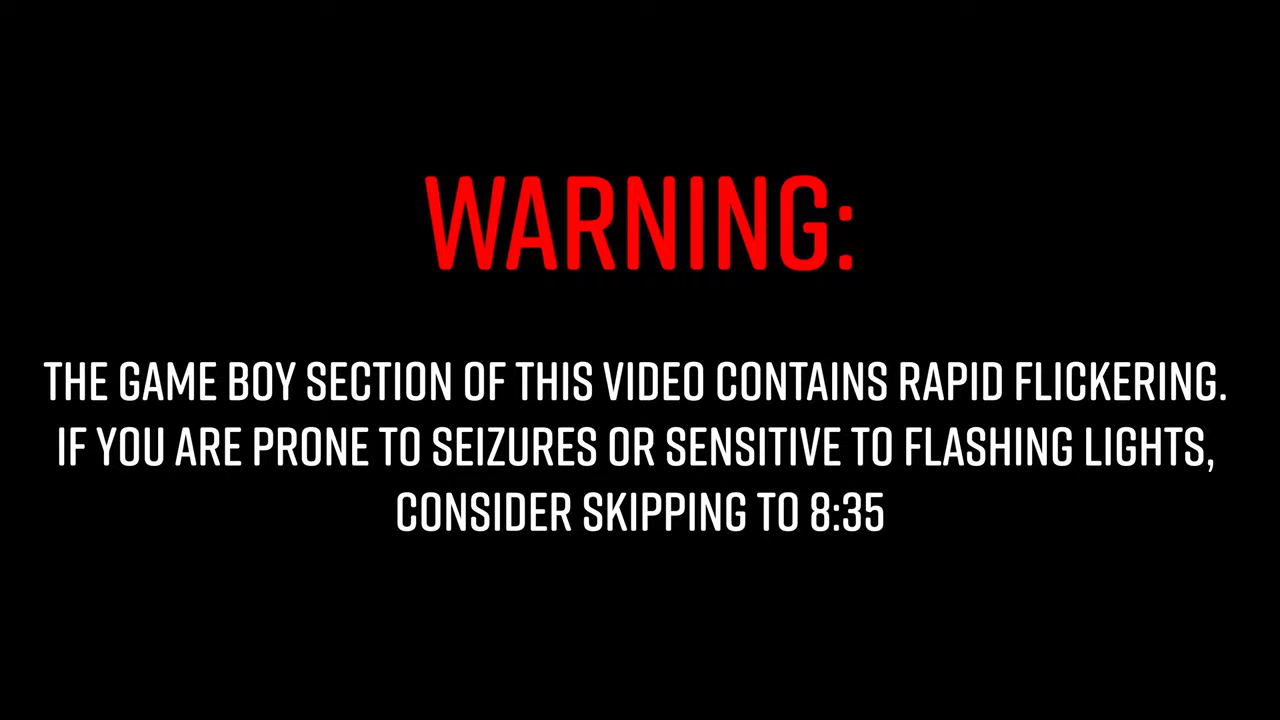 WARNING:
THE GAME BOY SECTION OF THIS VIDEO CONTAINS RAPID FLICKERING.
IF YOU ARE PRONE TO SEIZURES OR SENSITIVE TO FLASHING LIGHTS,
CONSIDER SKIPPING TO 8:35